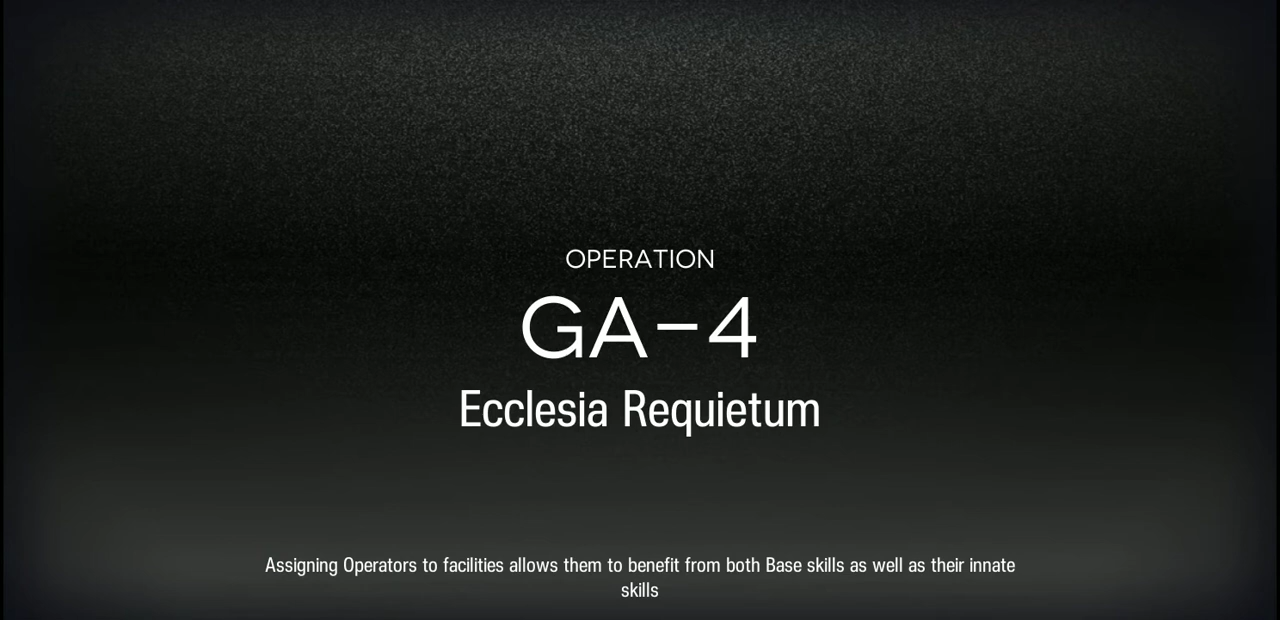 OPERATION
GA-4
Ecclesia Requietum
Assigning Operators to facilities allows them to benefit from both Base skills as well as their innate
skills